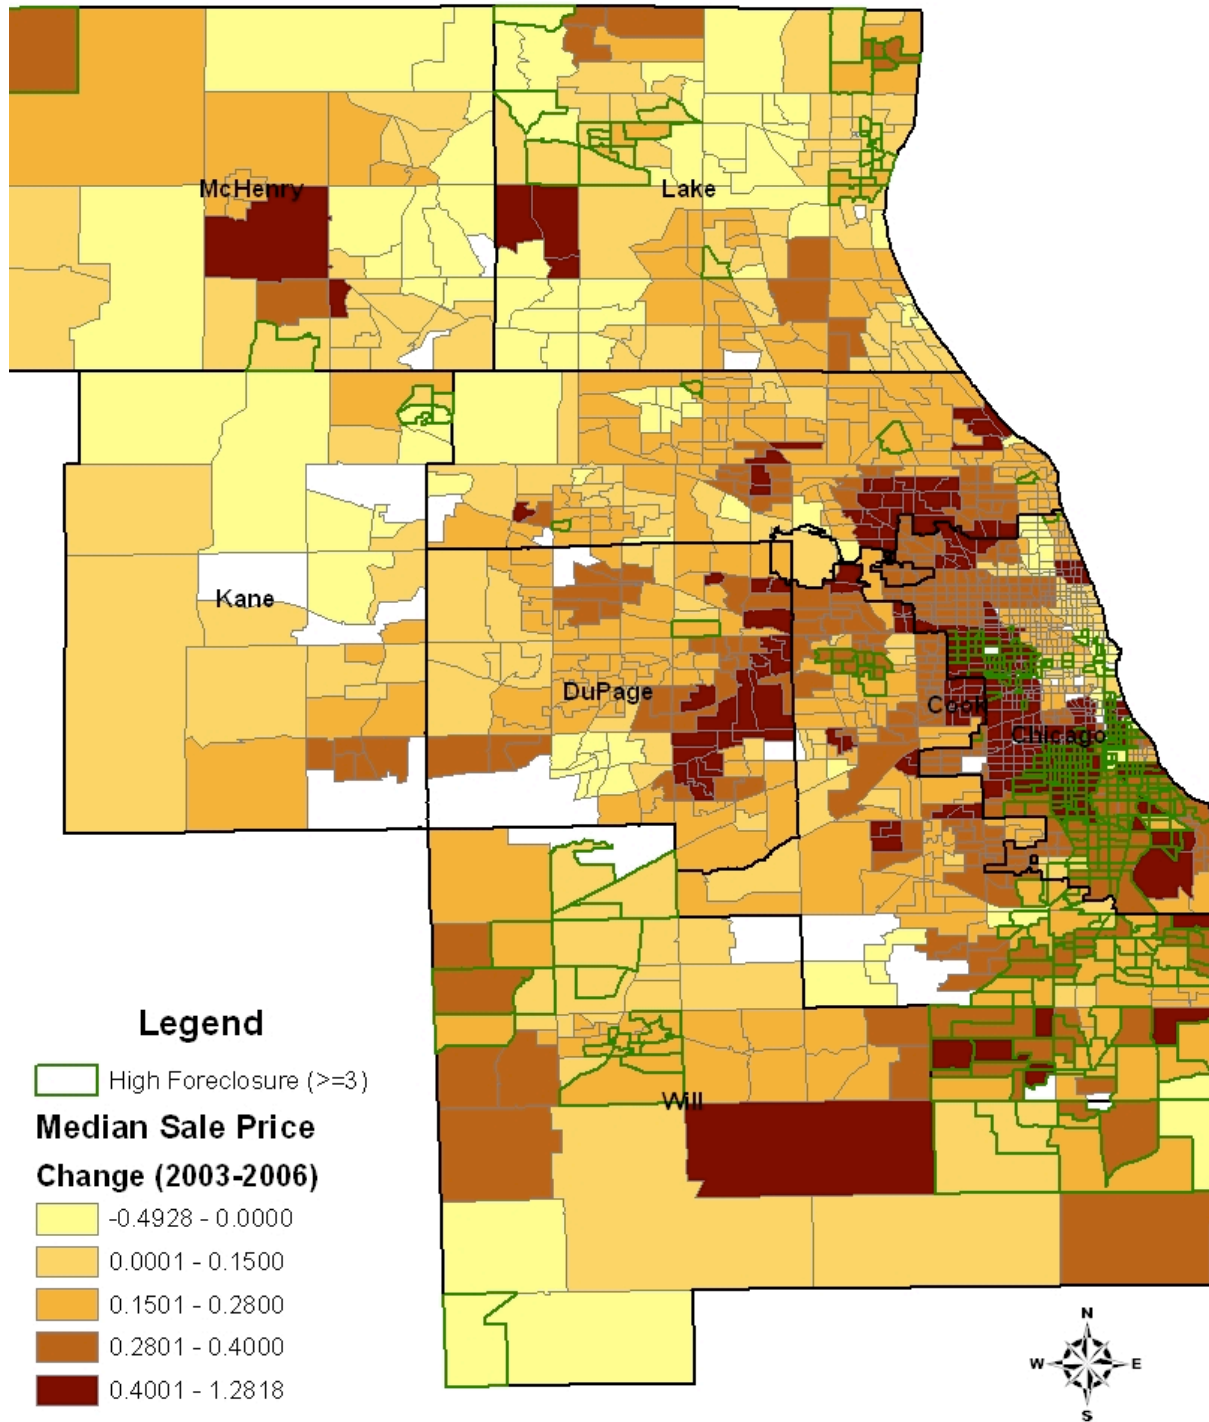 McHenry
Lake
Kane
DuPage
Cook
Chicago
Will
Legend
High Foreclosure (>=3)
Median Sale Price
Change (2003-2006)
-0.4928 - 0.0000
0.0001 - 0.1500
0.1501 - 0.2800
0.2801 - 0.4000
0.4001 - 1.2818
N
W E
S